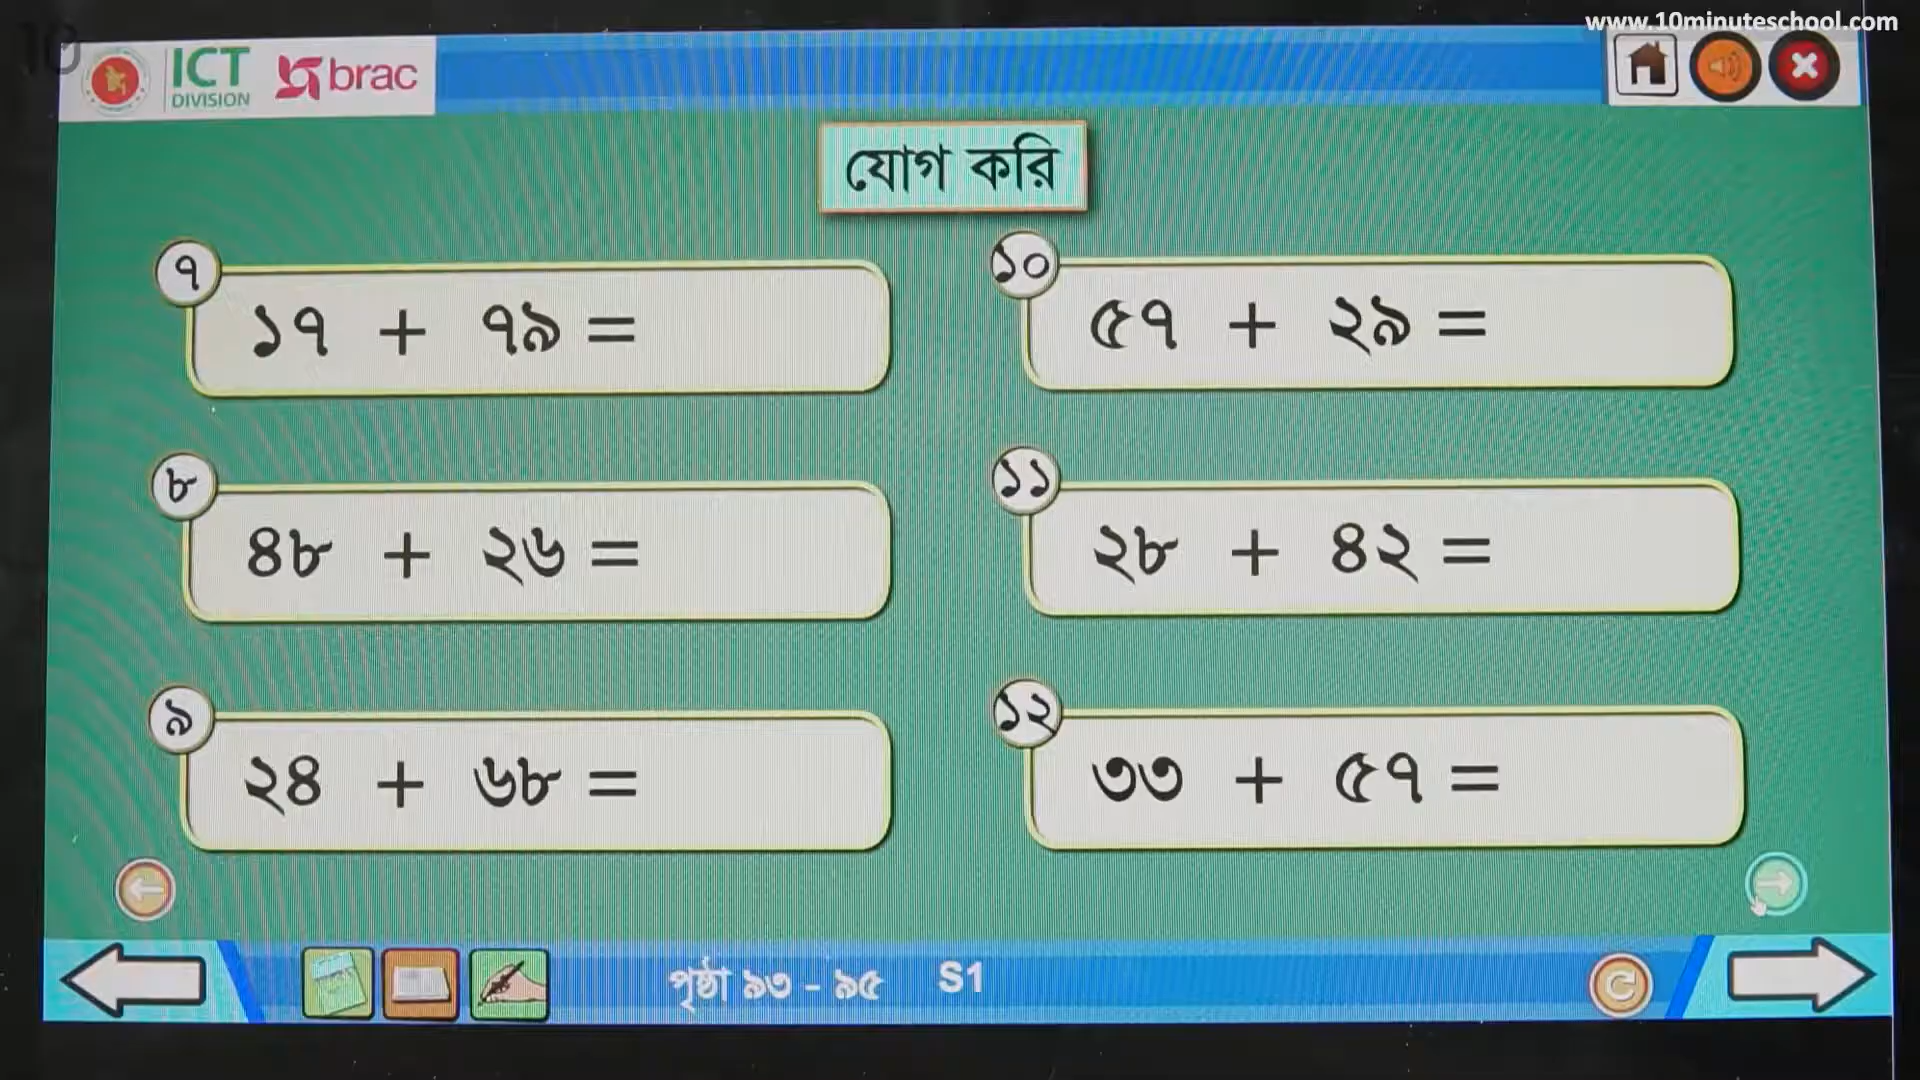 www.10minuteschool.com
10
ICT
DIVISION
brac
যোগ করি
৭
১৭ + ৭৯ =
৮
৪৮ + ২৬ =
৯
২৪ + ৬৮ =
১০
৫৭ + ২৯ =
১১
২৮ + ৪২ =
১২
৩৩ + ৫৭ =
পৃষ্ঠা ৯৩ - ৯৫ S1